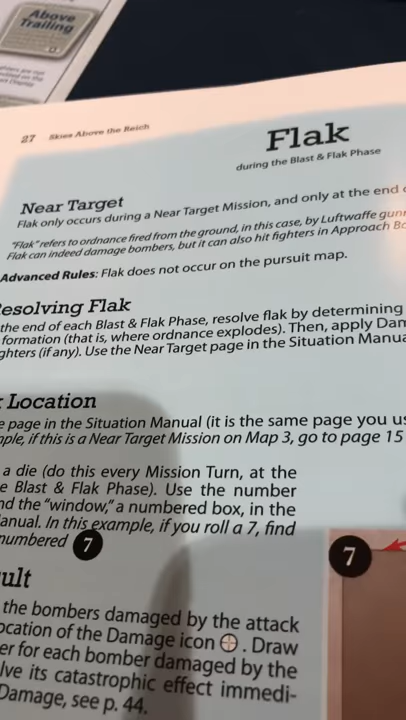 Above
Trailing
27 Skies Above the Reich
Flak
during the Blast & Flak Phase
Near Target
Flak only occurs during a Near Target Mission, and only at the end
"Flak" refers to ordnance fired from the ground, in this case, by Luftwaffe
Flak can indeed damage bombers, but it can also hit fighters in Approach
Advanced Rules: Flak does not occur on the pursuit map.
esolving Flak
the end of each Blast & Flak Phase, resolve flak by determining
formation (that is, where ordnance explodes). Then, apply
ghters (if any). Use the Near Target page in the Situation
Location
page in the Situation Manual (it is the same page you
ple, if this is a Near Target Mission on Map 3, go to page 15
a die (do this every Mission Turn, at the
e Blast & Flak Phase). Use the number
nd the "window," a numbered box, in the
anual. In this example, if you roll a 7, find
numbered 7
7
ult
the bombers damaged by the attack
ocation of the Damage icon . Draw
er for each bomber damaged by the
lve its catastrophic effect immedi-
Damage, see p. 44.